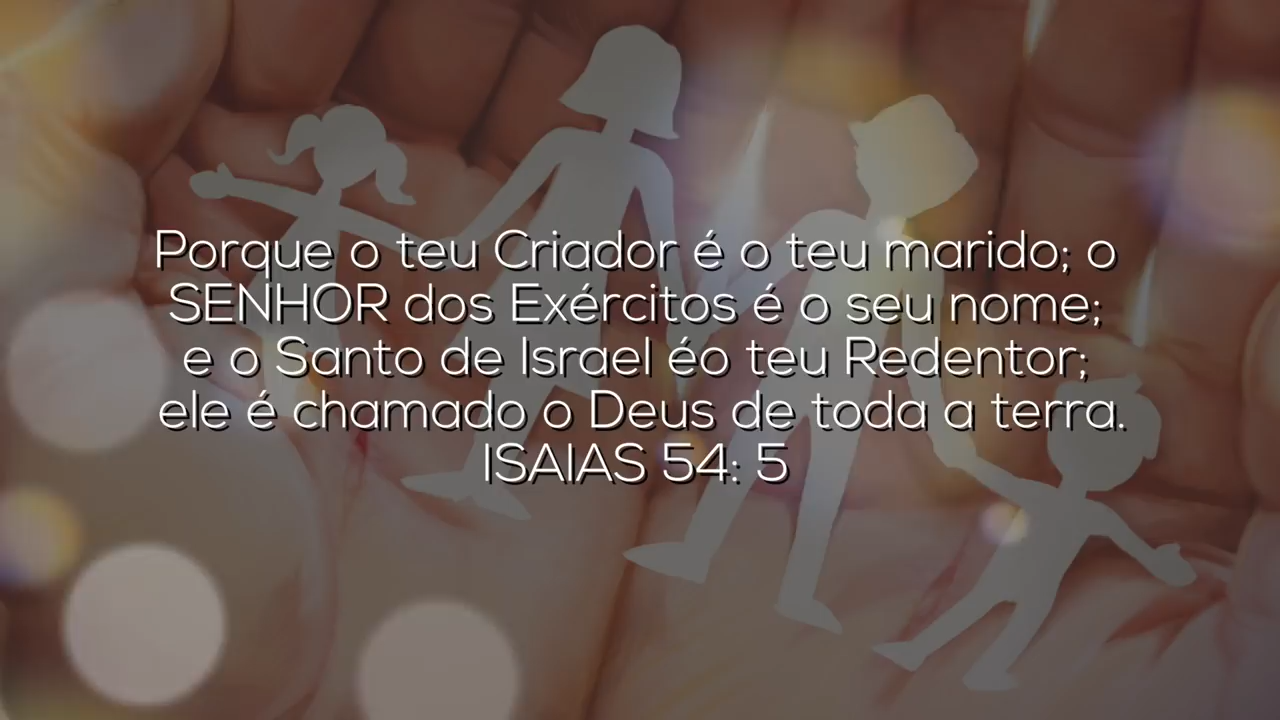 Porque o teu Criador é o teu marido; o
SENHOR dos Exércitos é o seu nome;
e o Santo de Israel éo teu Redentor;
ele é chamado o Deus de toda a terra.
ISAIAS 54: 5